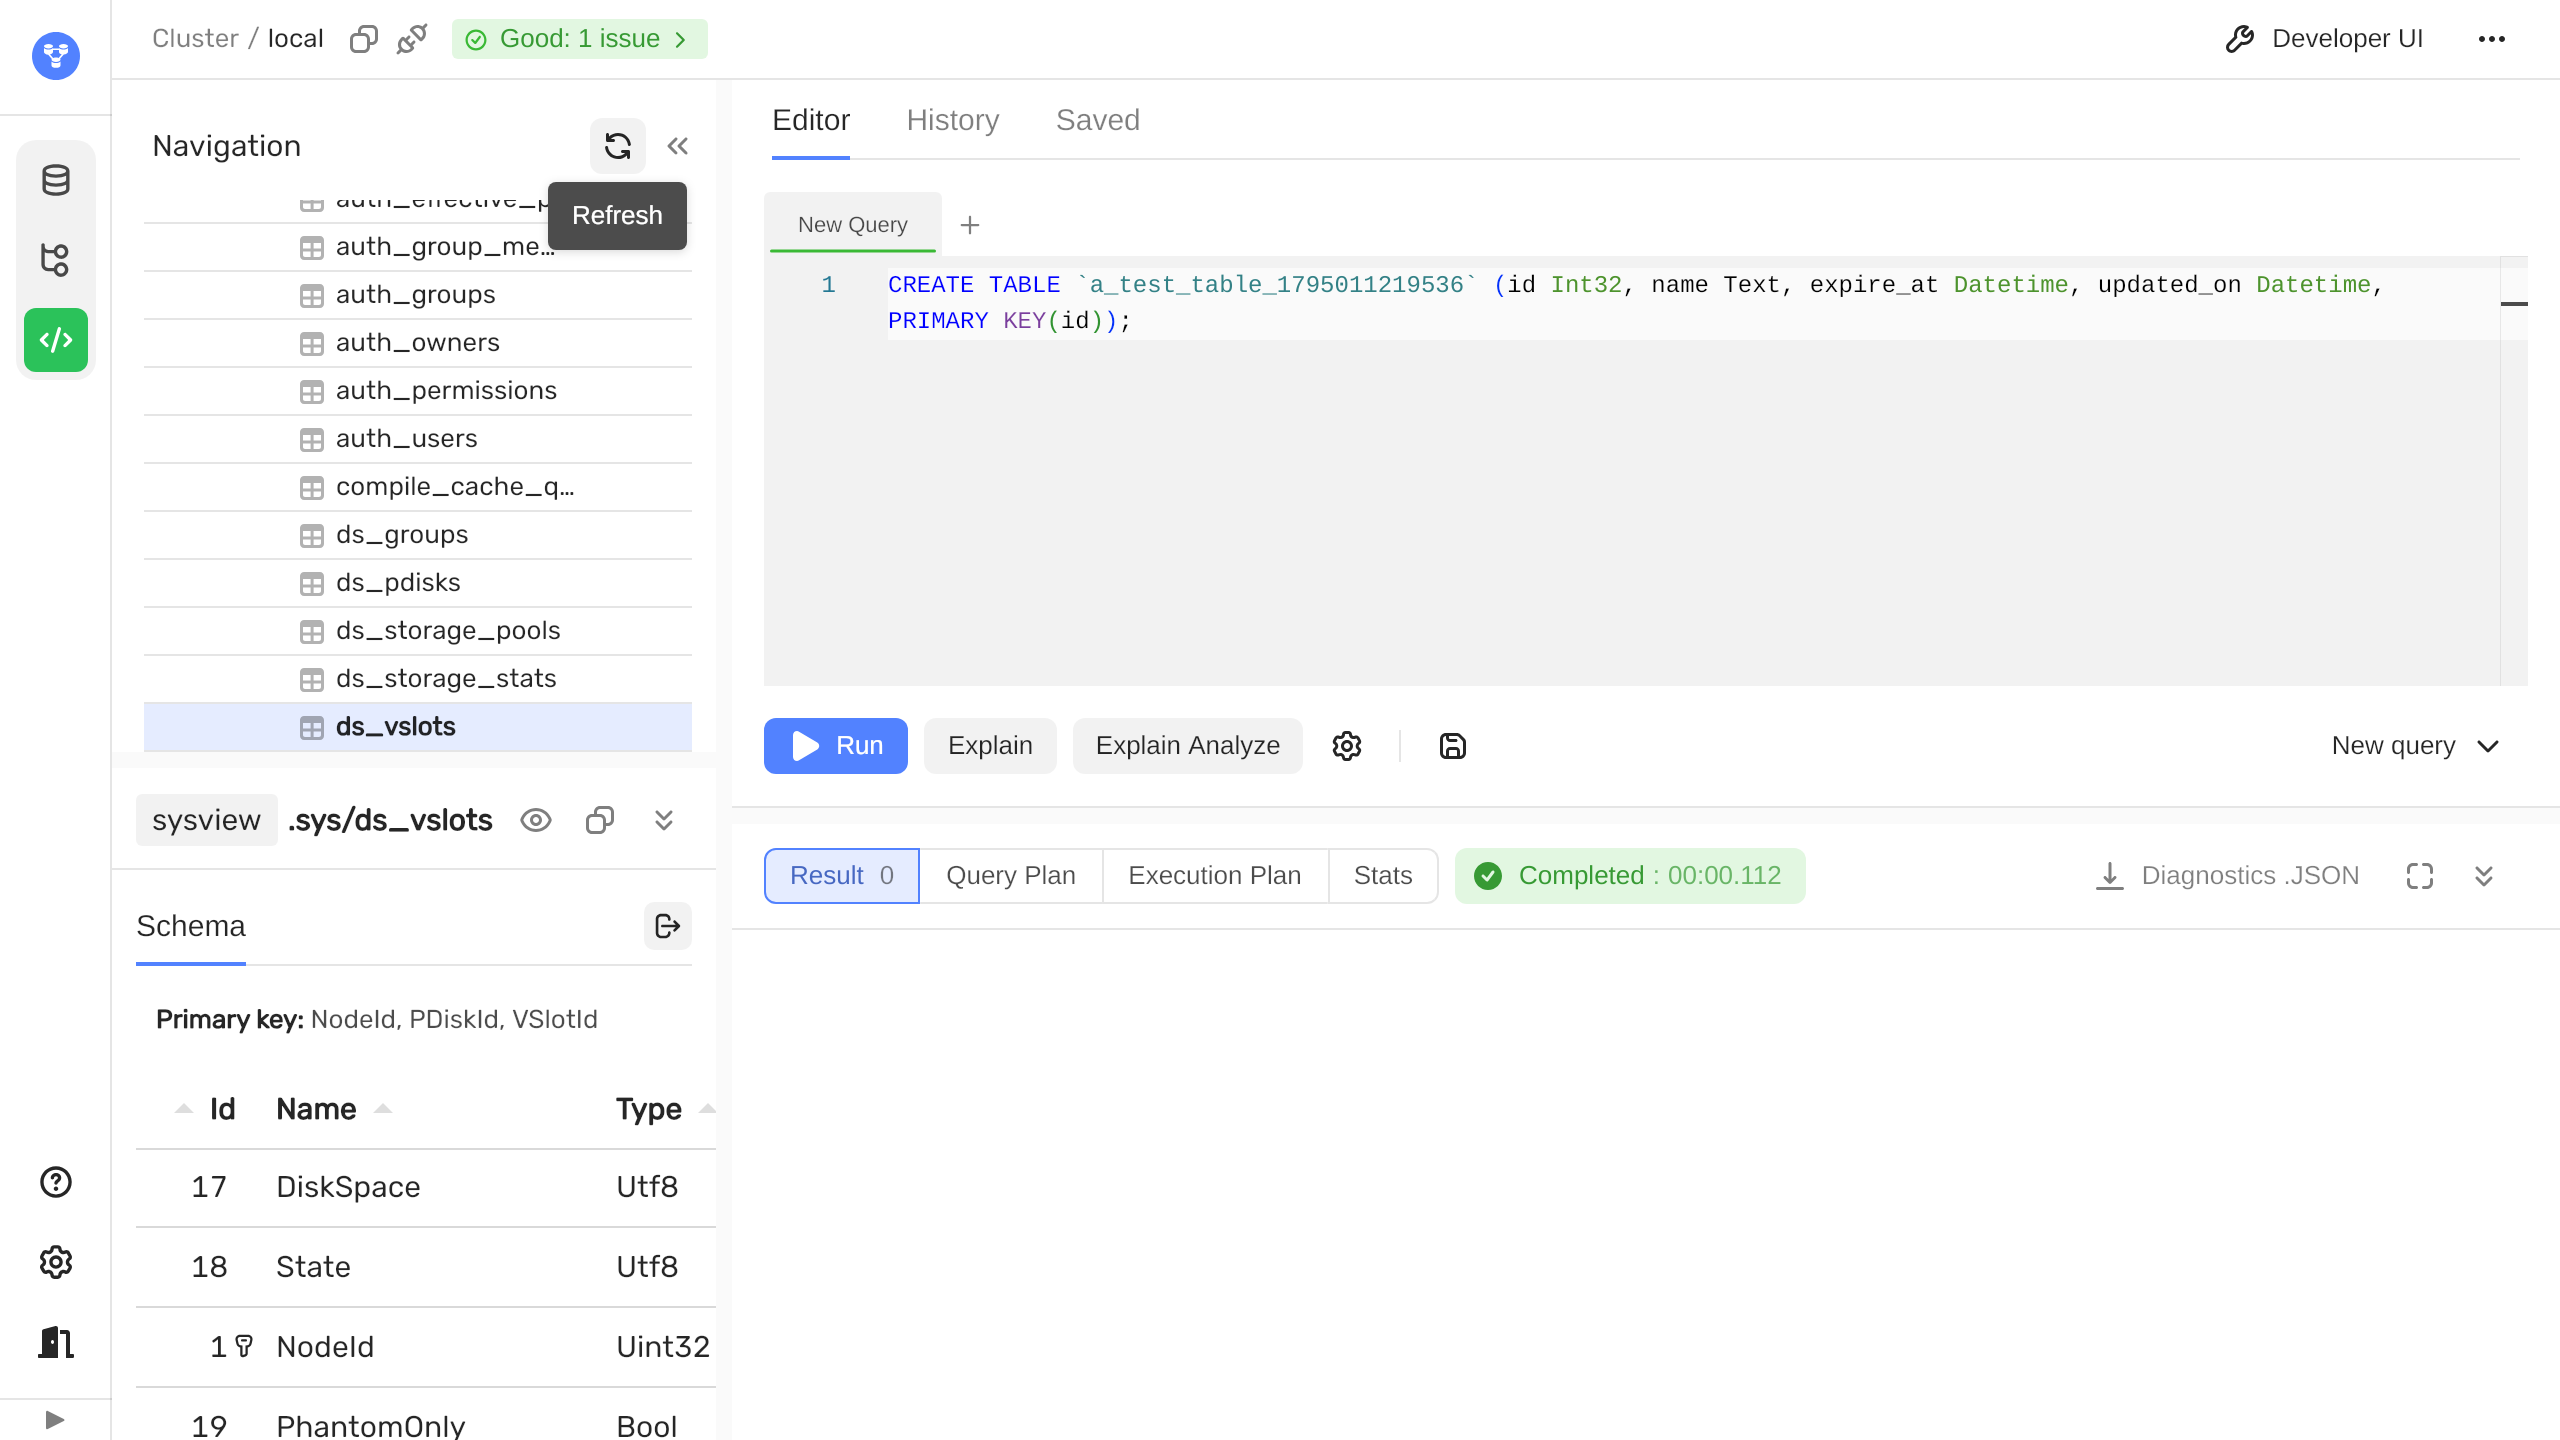 Cluster / local
Good: 1 issue
Developer UI
Navigation
Refresh
auth_effective_p
auth_group_me…
auth_groups
auth_owners
auth_permissions
auth_users
compile_cache_q…
ds_groups
ds_pdisks
ds_storage_pools
ds_storage_stats
ds_vslots
sysview .sys/ds_vslots
Schema
Primary key: NodeId, PDiskId, VSlotId
Id Name Type
17 DiskSpace Utf8
18 State Utf8
1 NodeId Uint32
19 PhantomOnly Bool
Editor History Saved
New Query
1 CREATE TABLE `a_test_table_1795011219536` (id Int32, name Text, expire_at Datetime, updated_on Datetime,
PRIMARY KEY(id));
Run Explain Explain Analyze
New query
Result 0 Query Plan Execution Plan Stats Completed : 00:00.112 Diagnostics .JSON